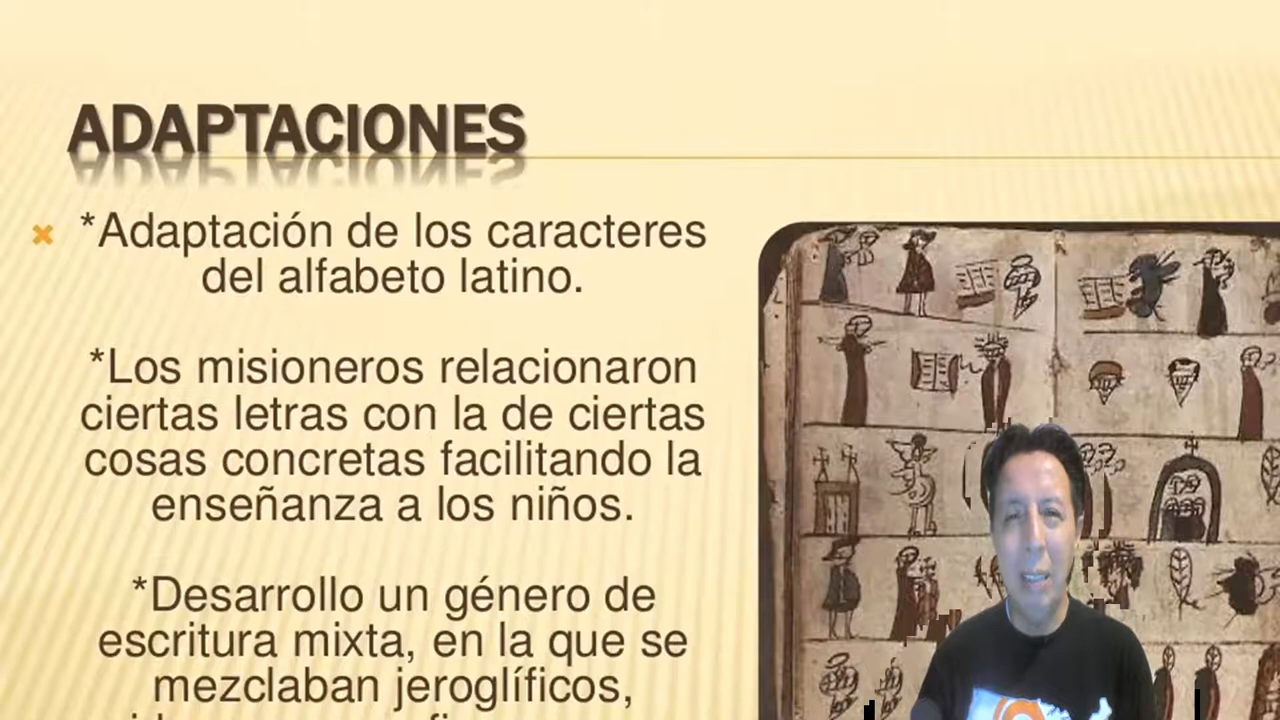 ADAPTACIONES
*Adaptación de los caracteres
del alfabeto latino.
*Los misioneros relacionaron
ciertas letras con la de ciertas
cosas concretas facilitando la
enseñanza a los niños.
*Desarrollo un género de
escritura mixta, en la que se
mezclaban jeroglíficos,